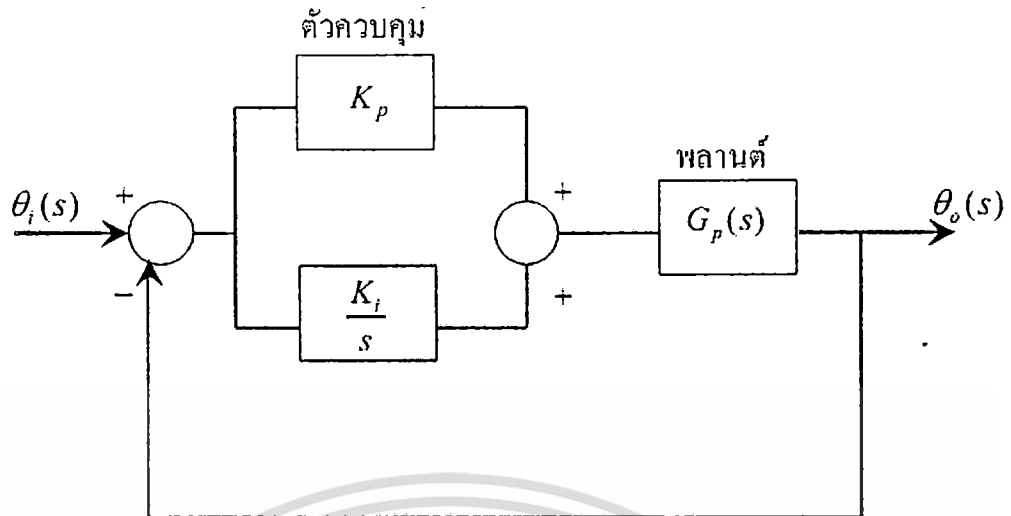 ตัวควบคุม
K_p
พลานต์
θ_i(s)
+
+
G_p(s)
θ_o(s)
−
K_i
s
+